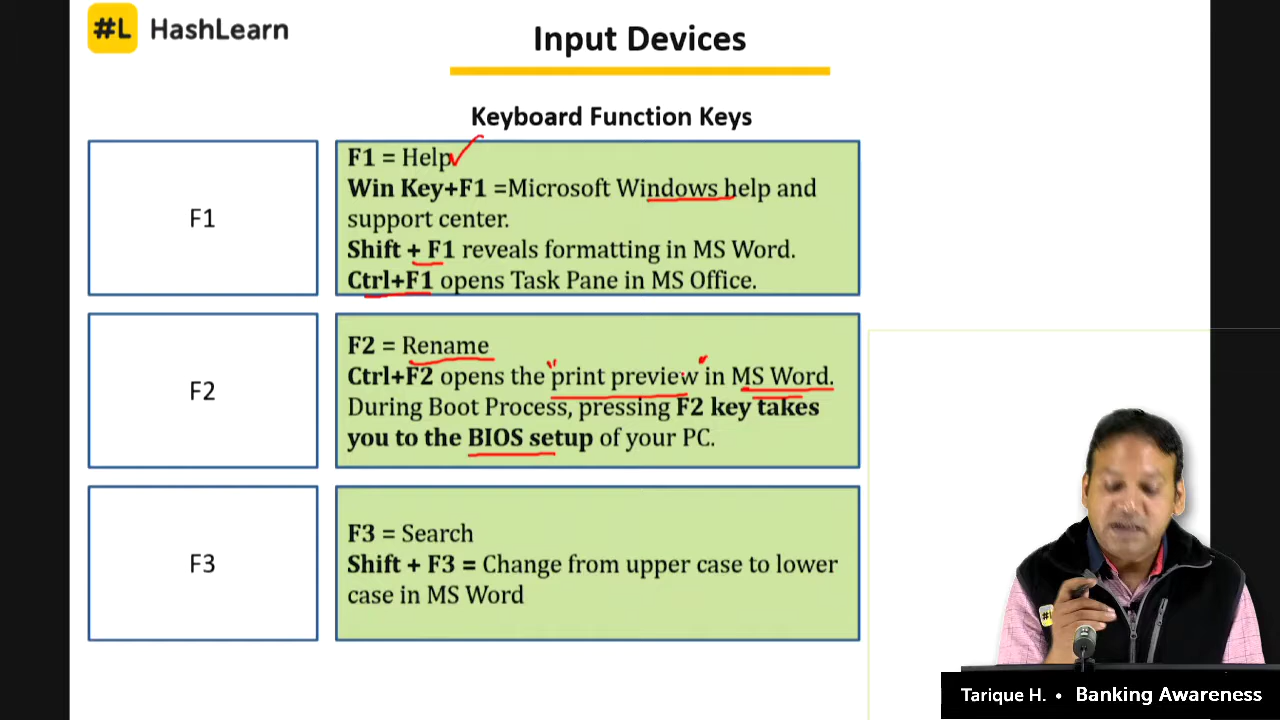 #L HashLearn
Input Devices
Keyboard Function Keys
F1
F1 = Help
Win Key+F1 =Microsoft Windows help and
support center.
Shift + F1 reveals formatting in MS Word.
Ctrl+F1 opens Task Pane in MS Office.
F2
F2 = Rename
Ctrl+F2 opens the print preview in MS Word.
During Boot Process, pressing F2 key takes
you to the BIOS setup of your PC.
F3
F3 = Search
Shift + F3 = Change from upper case to lower
case in MS Word
#L
Tarique H. • Banking Awareness